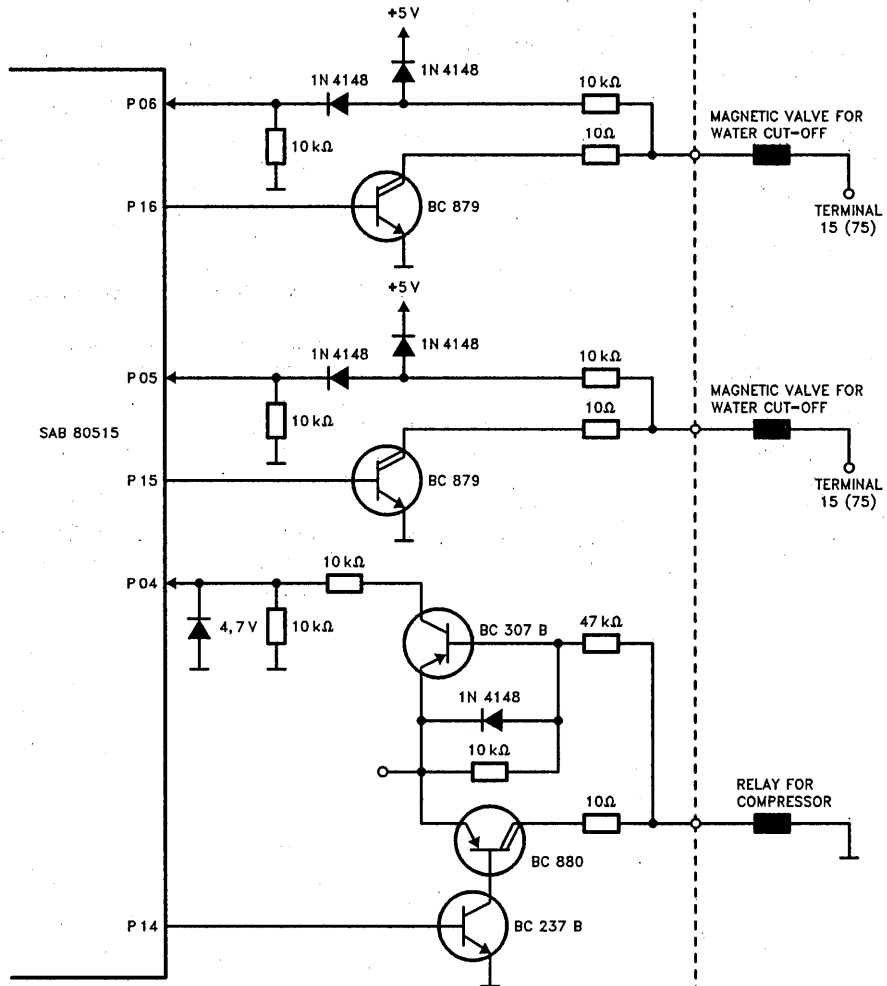 +5 V
1N 4148
1N 4148
10 kΩ
P 06
MAGNETIC VALVE FOR
WATER CUT-OFF
10 kΩ
10Ω
P 16
BC 879
TERMINAL
15 (75)
+5 V
1N 4148
1N 4148
10 kΩ
P 05
MAGNETIC VALVE FOR
WATER CUT-OFF
10 kΩ
10Ω
SAB 80515
P 15
BC 879
TERMINAL
15 (75)
10 kΩ
P 04
4,7 V
10 kΩ
BC 307 B
47 kΩ
1N 4148
10 kΩ
RELAY FOR
COMPRESSOR
10Ω
BC 880
P 14
BC 237 B